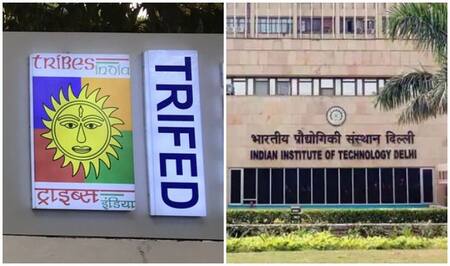 TRiBES
india
ट्राइब्स
इंडिया
TRIFED
भारतीय प्रौद्योगिकी संस्थान दिल्ली
INDIAN INSTITUTE OF TECHNOLOGY DELHI